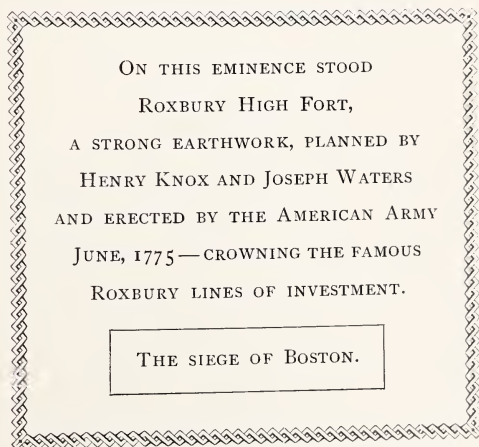 On this eminence stood
Roxbury High Fort,
a strong earthwork, planned by
Henry Knox and Joseph Waters
and erected by the American Army
June, 1775—crowning the famous
Roxbury lines of investment.
The siege of Boston.